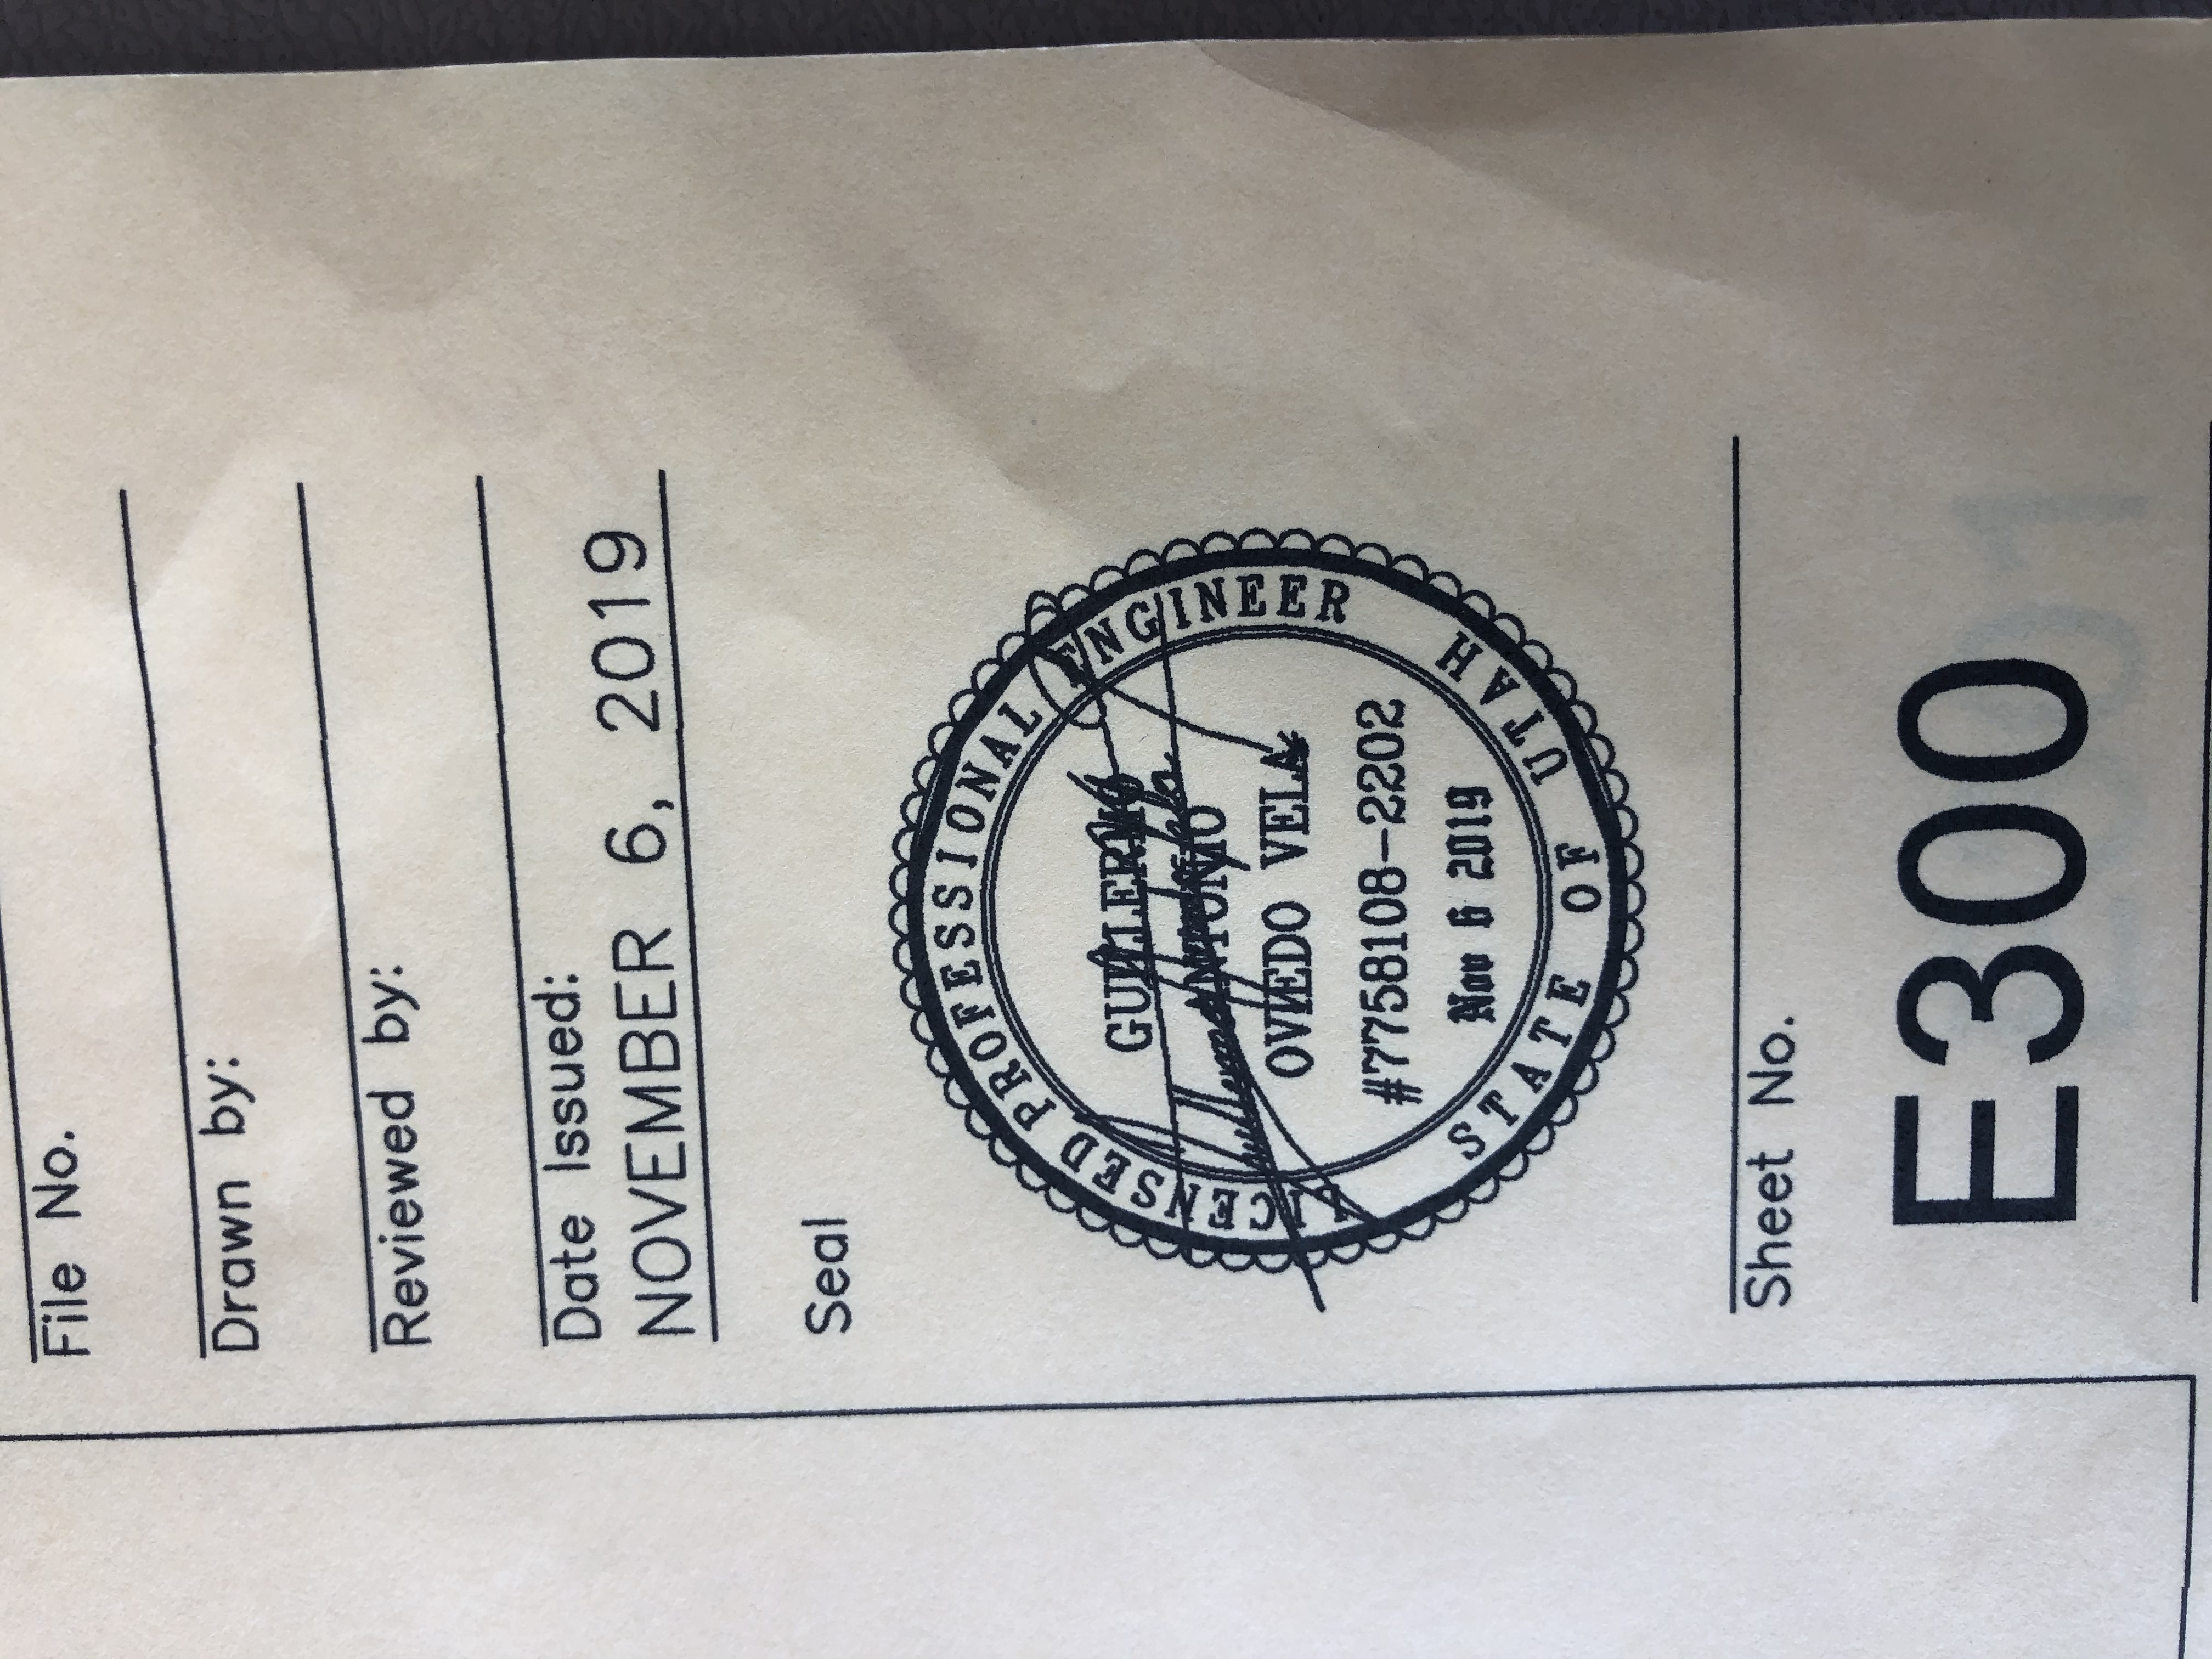 File No.
Drawn by:
Reviewed by:
Date Issued:
NOVEMBER 6, 2019
Seal
LICENSED PROFESSIONAL ENGINEER
GUILLERMO
ANTONIO
OVIEDO VELA
#7758108-2202
Nov 6 2019
STATE OF UTAH
Sheet No.
E300